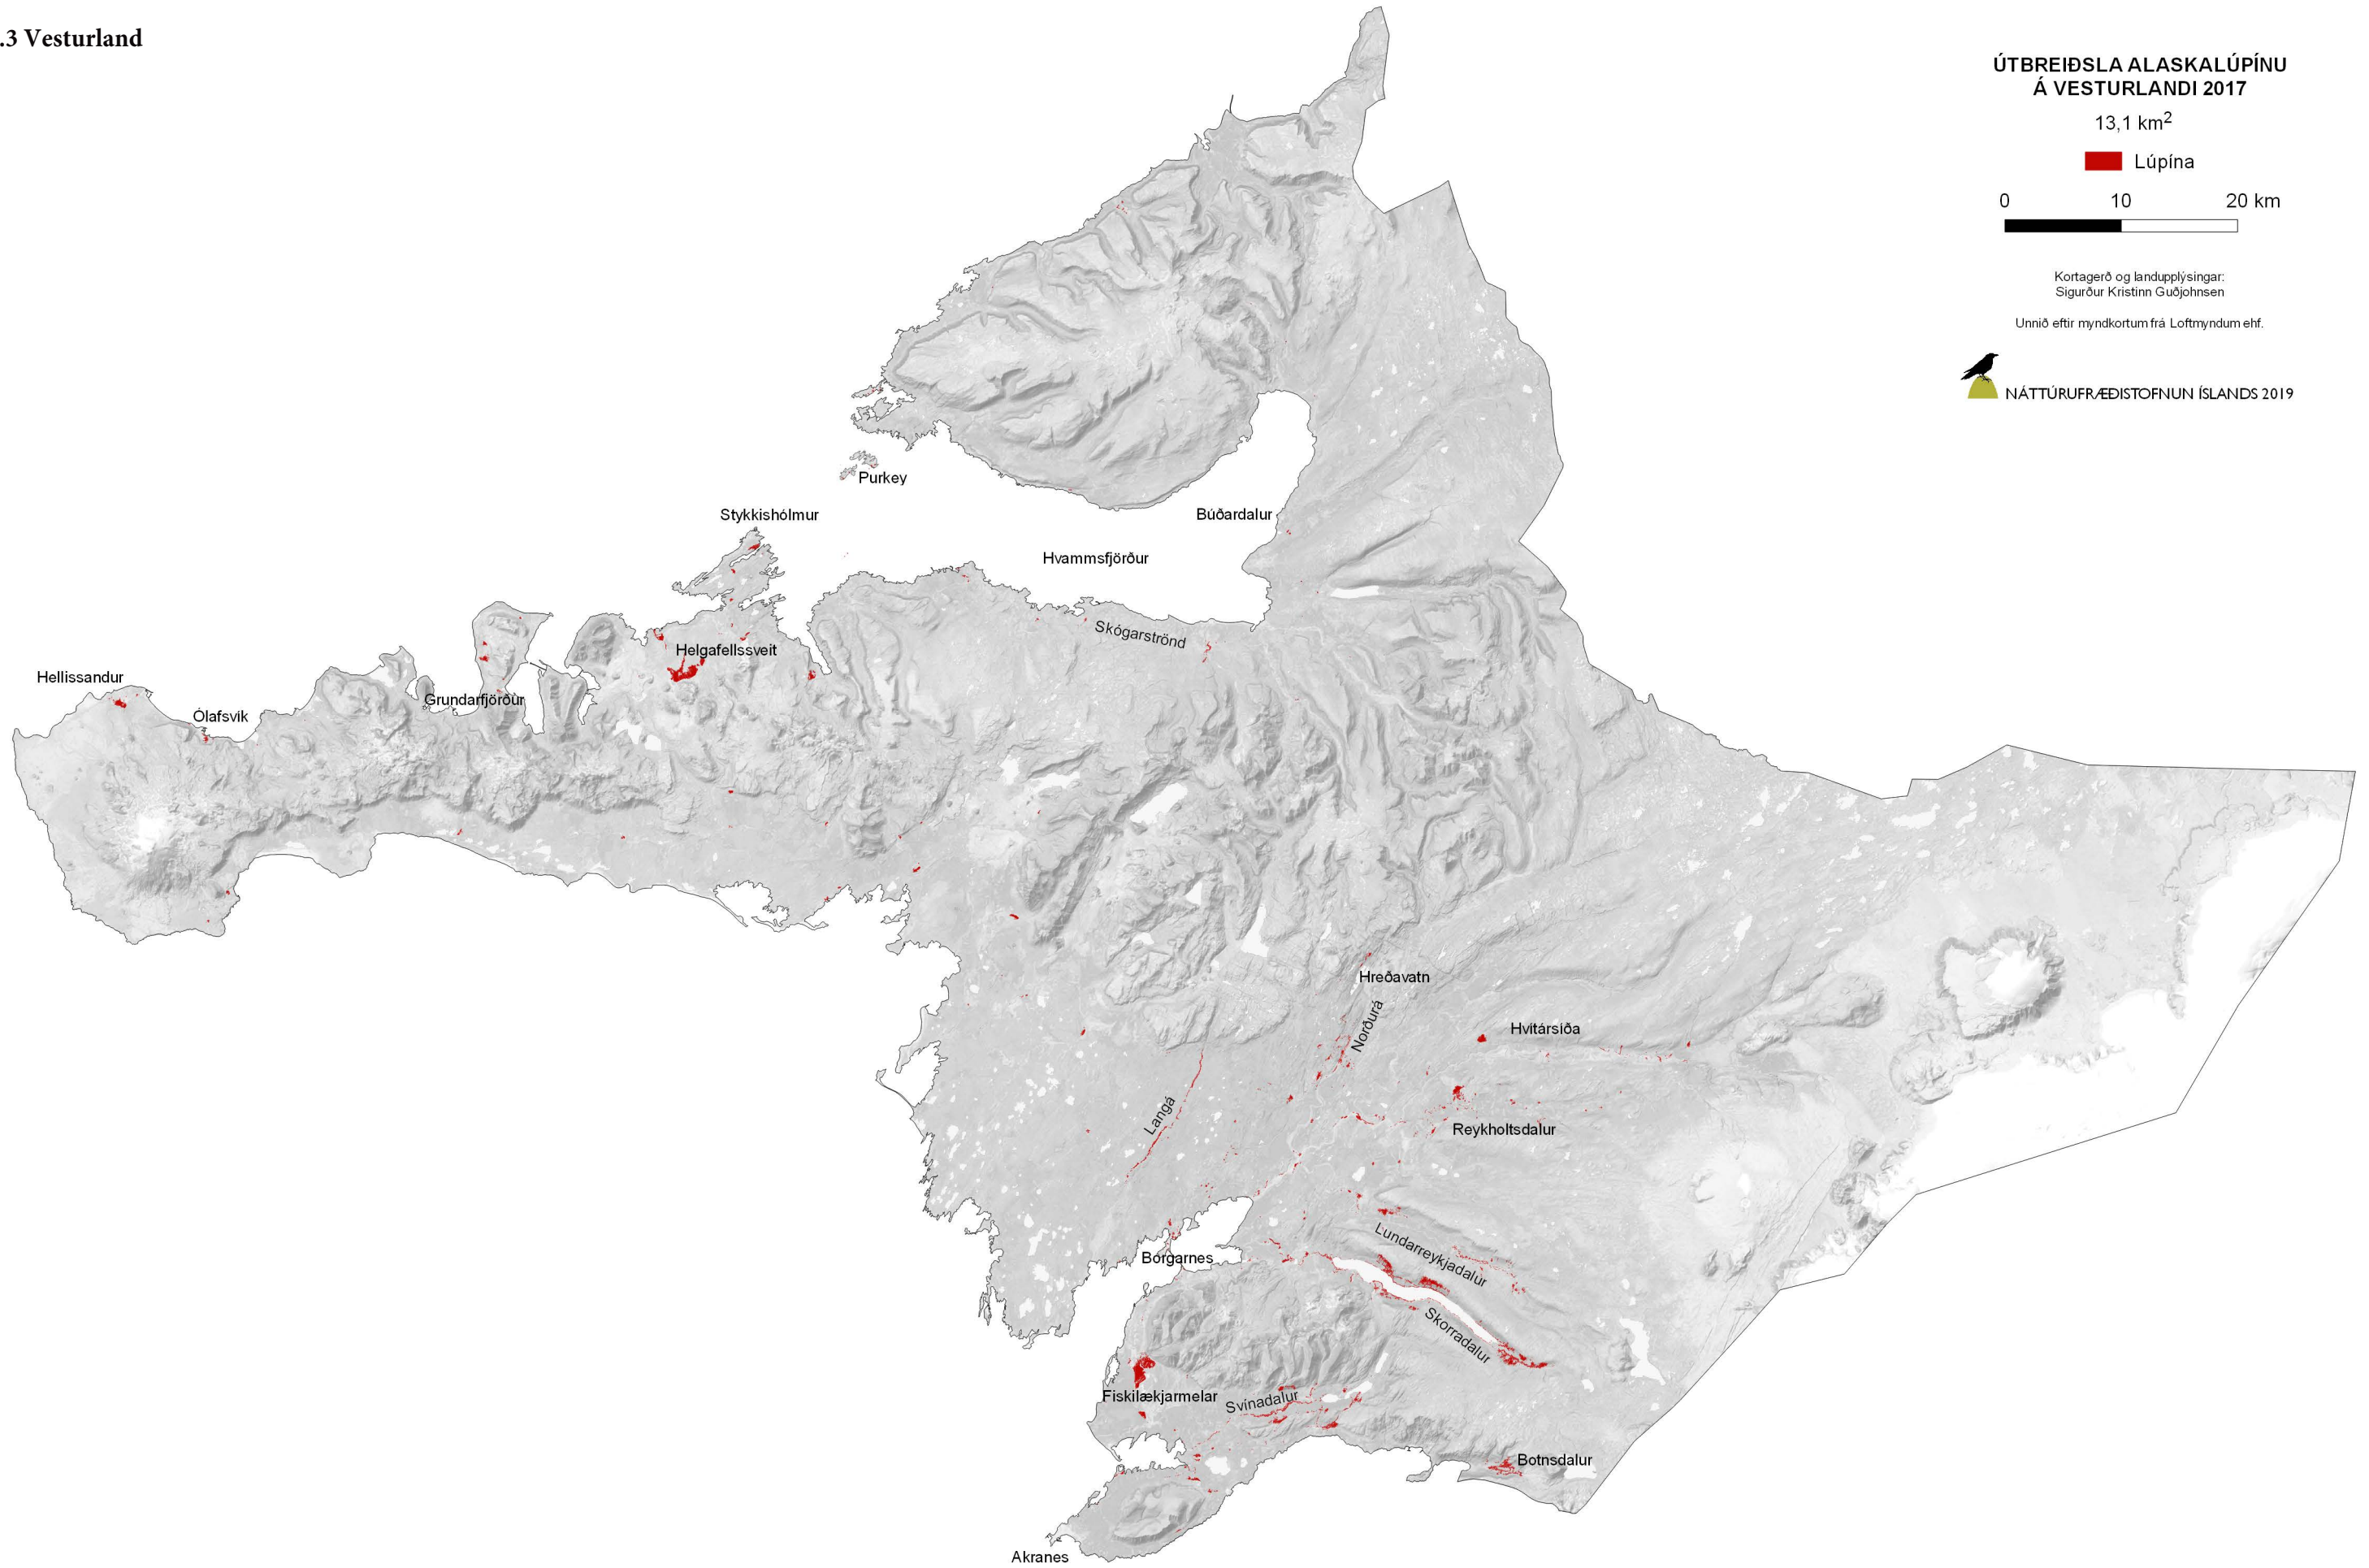 .3 Vesturland
ÚTBREIÐSLA ALASKALÚPÍNU
Á VESTURLANDI 2017
13,1 km²
Lúpína
0 10 20 km
Kortagerð og landupplýsingar:
Sigurður Kristinn Guðjohnsen
Unnið eftir myndkortum frá Loftmyndum ehf.
NÁTTÚRUFRÆÐISTOFNUN ÍSLANDS 2019
Purkey
Stykkishólmur
Búðardalur
Hvammsfjörður
Skógarströnd
Helgafellssveit
Hellissandur
Grundarfjörður
Ólafsvík
Hreðavatn
Norðurá
Hvítársíða
Langá
Reykholtsdalur
Lundarreykjadalur
Borgarnes
Skorradalur
Fiskilækjarmelar
Svínadalur
Botnsdalur
Akranes